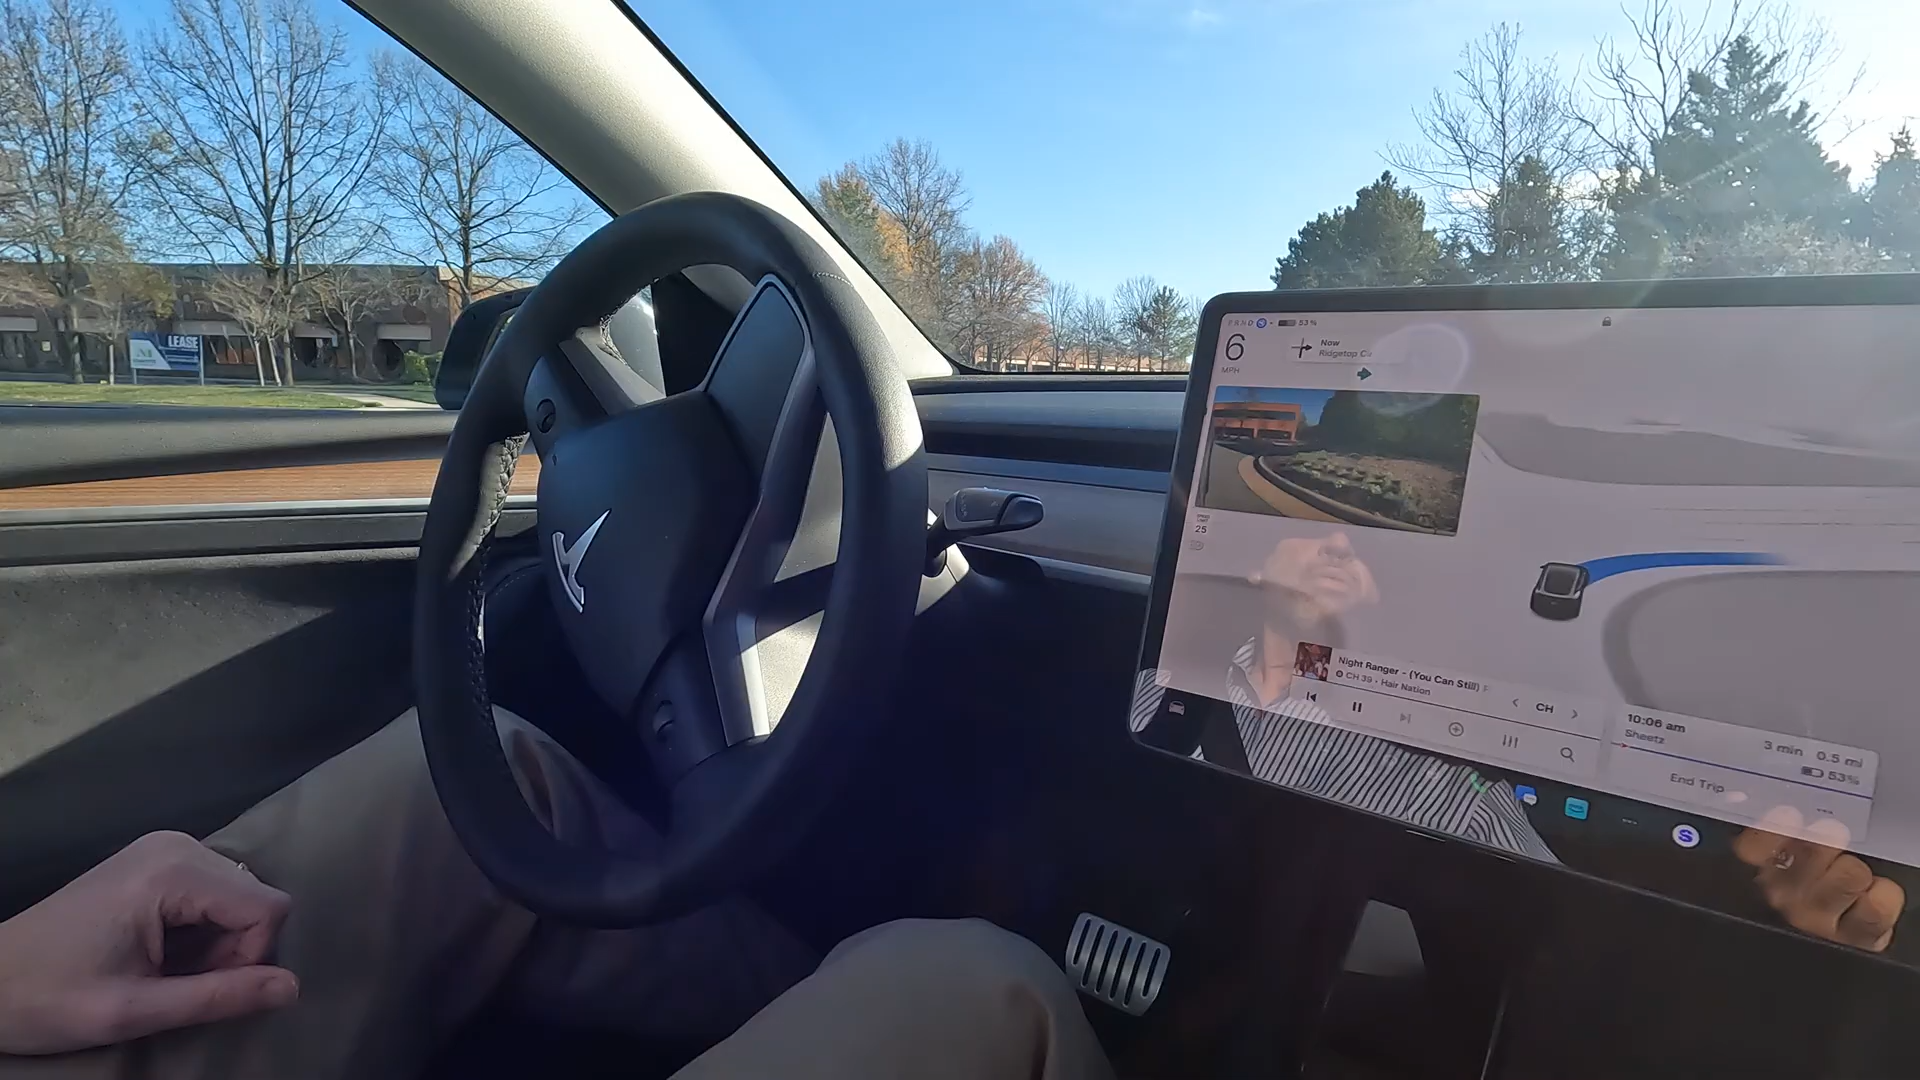 LEASE
P R N D
53 %
6
MPH
Now
Ridgetop Cir
25
Night Ranger - (You Can Still)
CH 39 • Hair Nation
CH
10:06 am
Sheetz
3 min 0.5 mi
53%
End Trip